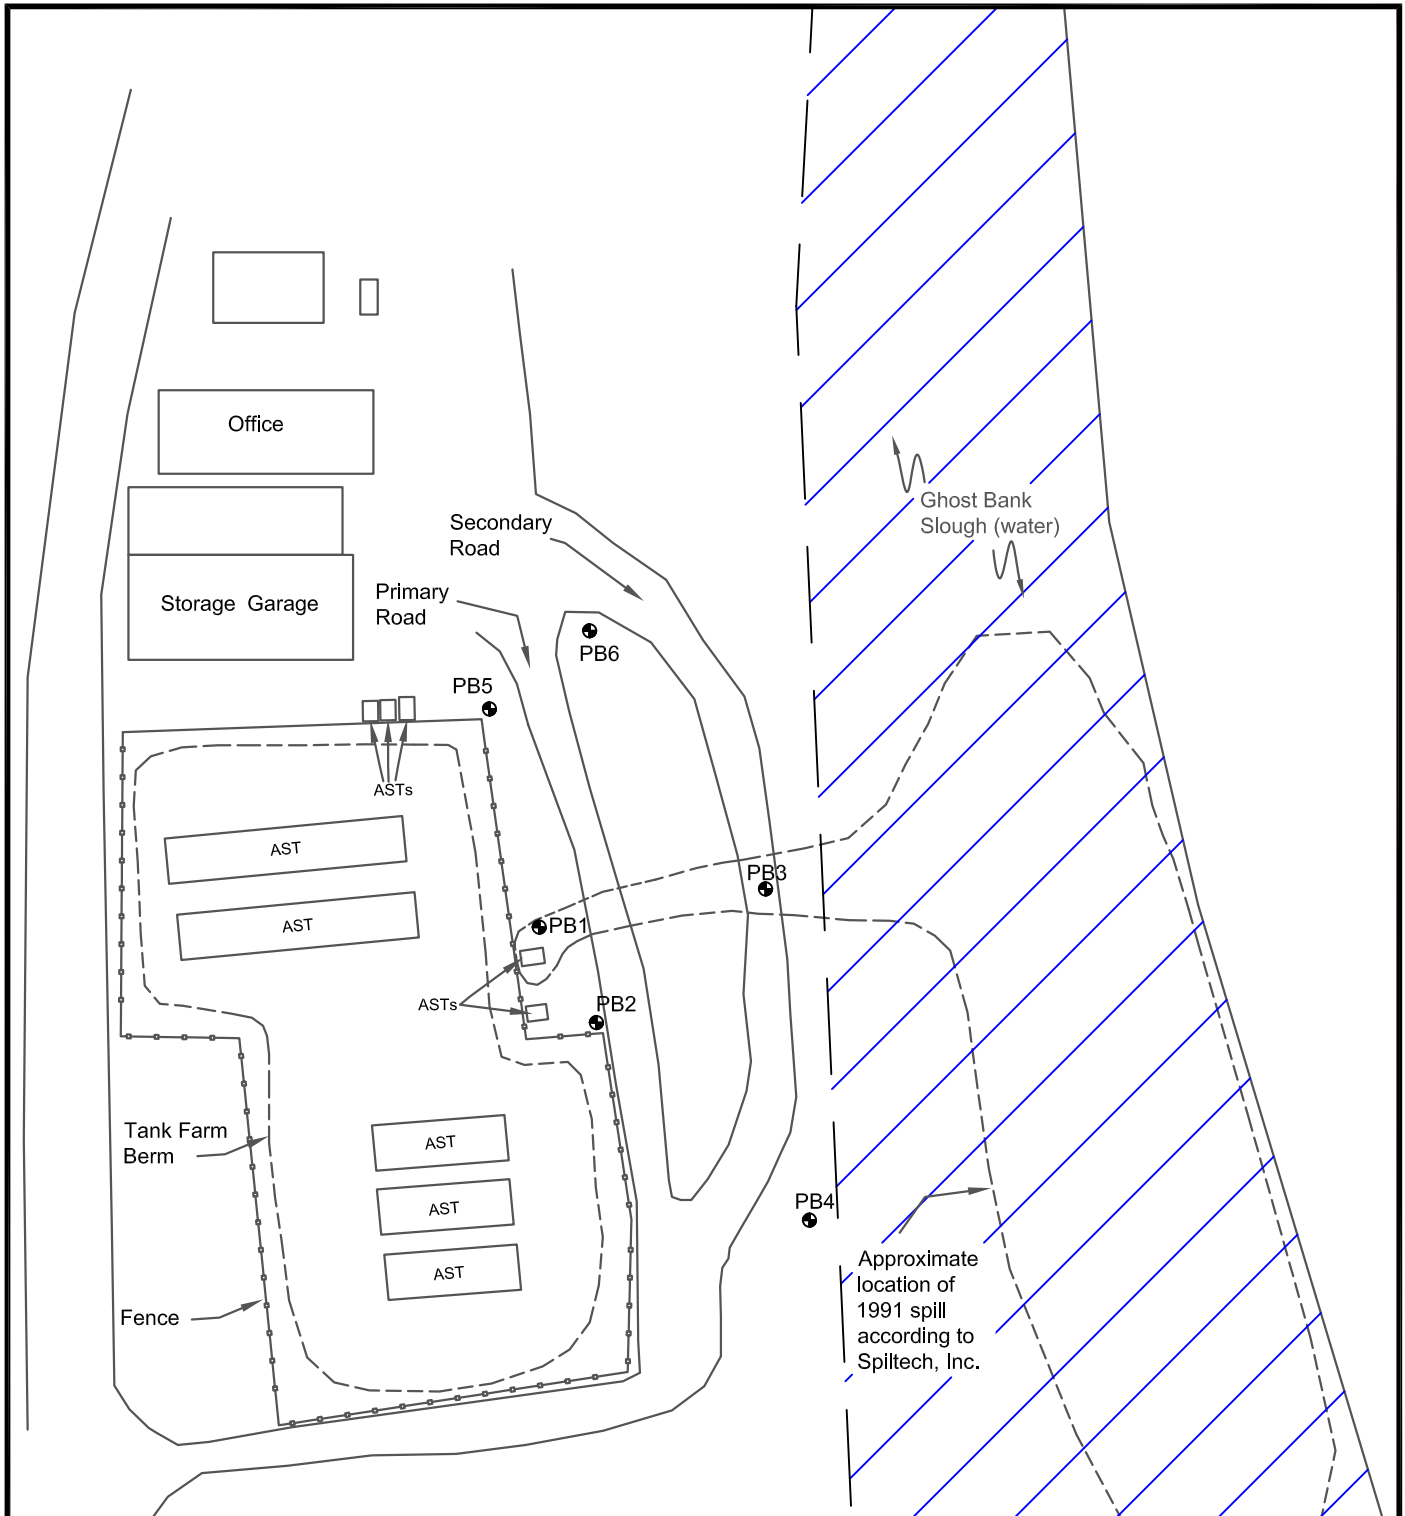 Office
Ghost Bank
Slough (water)
Secondary
Road
Primary
Road
Storage Garage
PB6
PB5
ASTs
AST
PB3
AST
PB1
ASTs
PB2
Tank Farm
Berm
AST
AST
PB4
Approximate
location of
1991 spill
according to
Spiltech, Inc.
AST
Fence